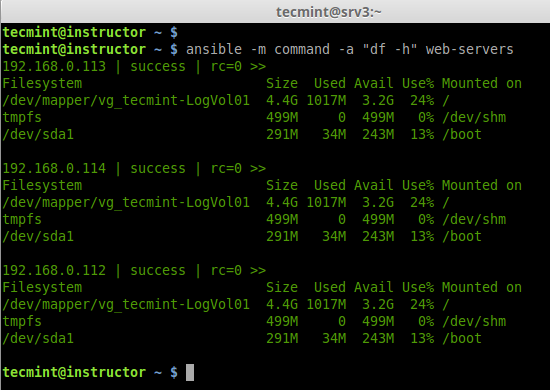 tecmint@srv3:~
tecmint@instructor ~ $
tecmint@instructor ~ $ ansible -m command -a "df -h" web-servers
192.168.0.113 | success | rc=0 >>
Filesystem                      Size  Used Avail Use% Mounted on
/dev/mapper/vg_tecmint-LogVol01  4.4G 1017M  3.2G  24% /
tmpfs                           499M     0  499M   0% /dev/shm
/dev/sda1                       291M   34M  243M  13% /boot
192.168.0.114 | success | rc=0 >>
Filesystem                      Size  Used Avail Use% Mounted on
/dev/mapper/vg_tecmint-LogVol01  4.4G 1017M  3.2G  24% /
tmpfs                           499M     0  499M   0% /dev/shm
/dev/sda1                       291M   34M  243M  13% /boot
192.168.0.112 | success | rc=0 >>
Filesystem                      Size  Used Avail Use% Mounted on
/dev/mapper/vg_tecmint-LogVol01  4.4G 1017M  3.2G  24% /
tmpfs                           499M     0  499M   0% /dev/shm
/dev/sda1                       291M   34M  243M  13% /boot
tecmint@instructor ~ $